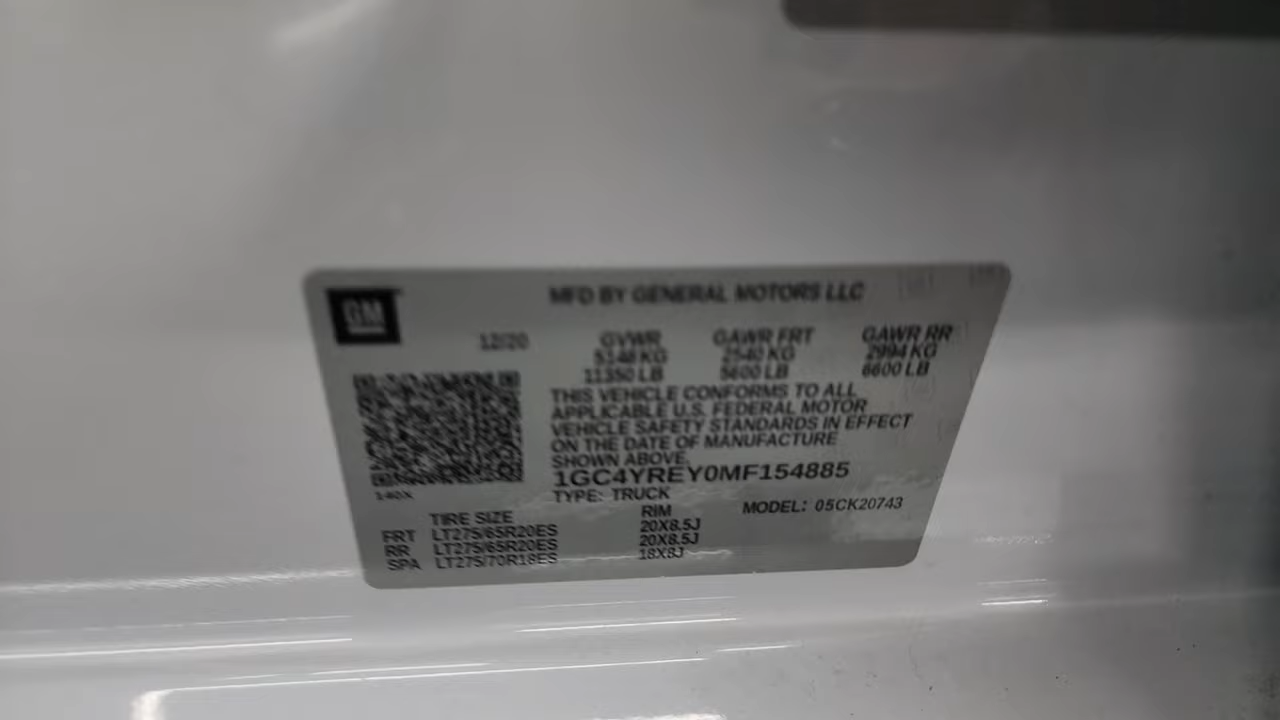 GM
MFD BY GENERAL MOTORS LLC
12/20 GVWR GAWR FRT GAWR RR
5148 KG 2540 KG 2994 KG
11350 LB 5600 LB 6600 LB
THIS VEHICLE CONFORMS TO ALL
APPLICABLE U.S. FEDERAL MOTOR
VEHICLE SAFETY STANDARDS IN EFFECT
ON THE DATE OF MANUFACTURE
SHOWN ABOVE.
140X
1GC4YREY0MF154885
TYPE: TRUCK
MODEL: 05CK20743
TIRE SIZE RIM
FRT LT275/65R20ES 20X8.5J
RR LT275/65R20ES 20X8.5J
SPA LT275/70R18ES 18X8J